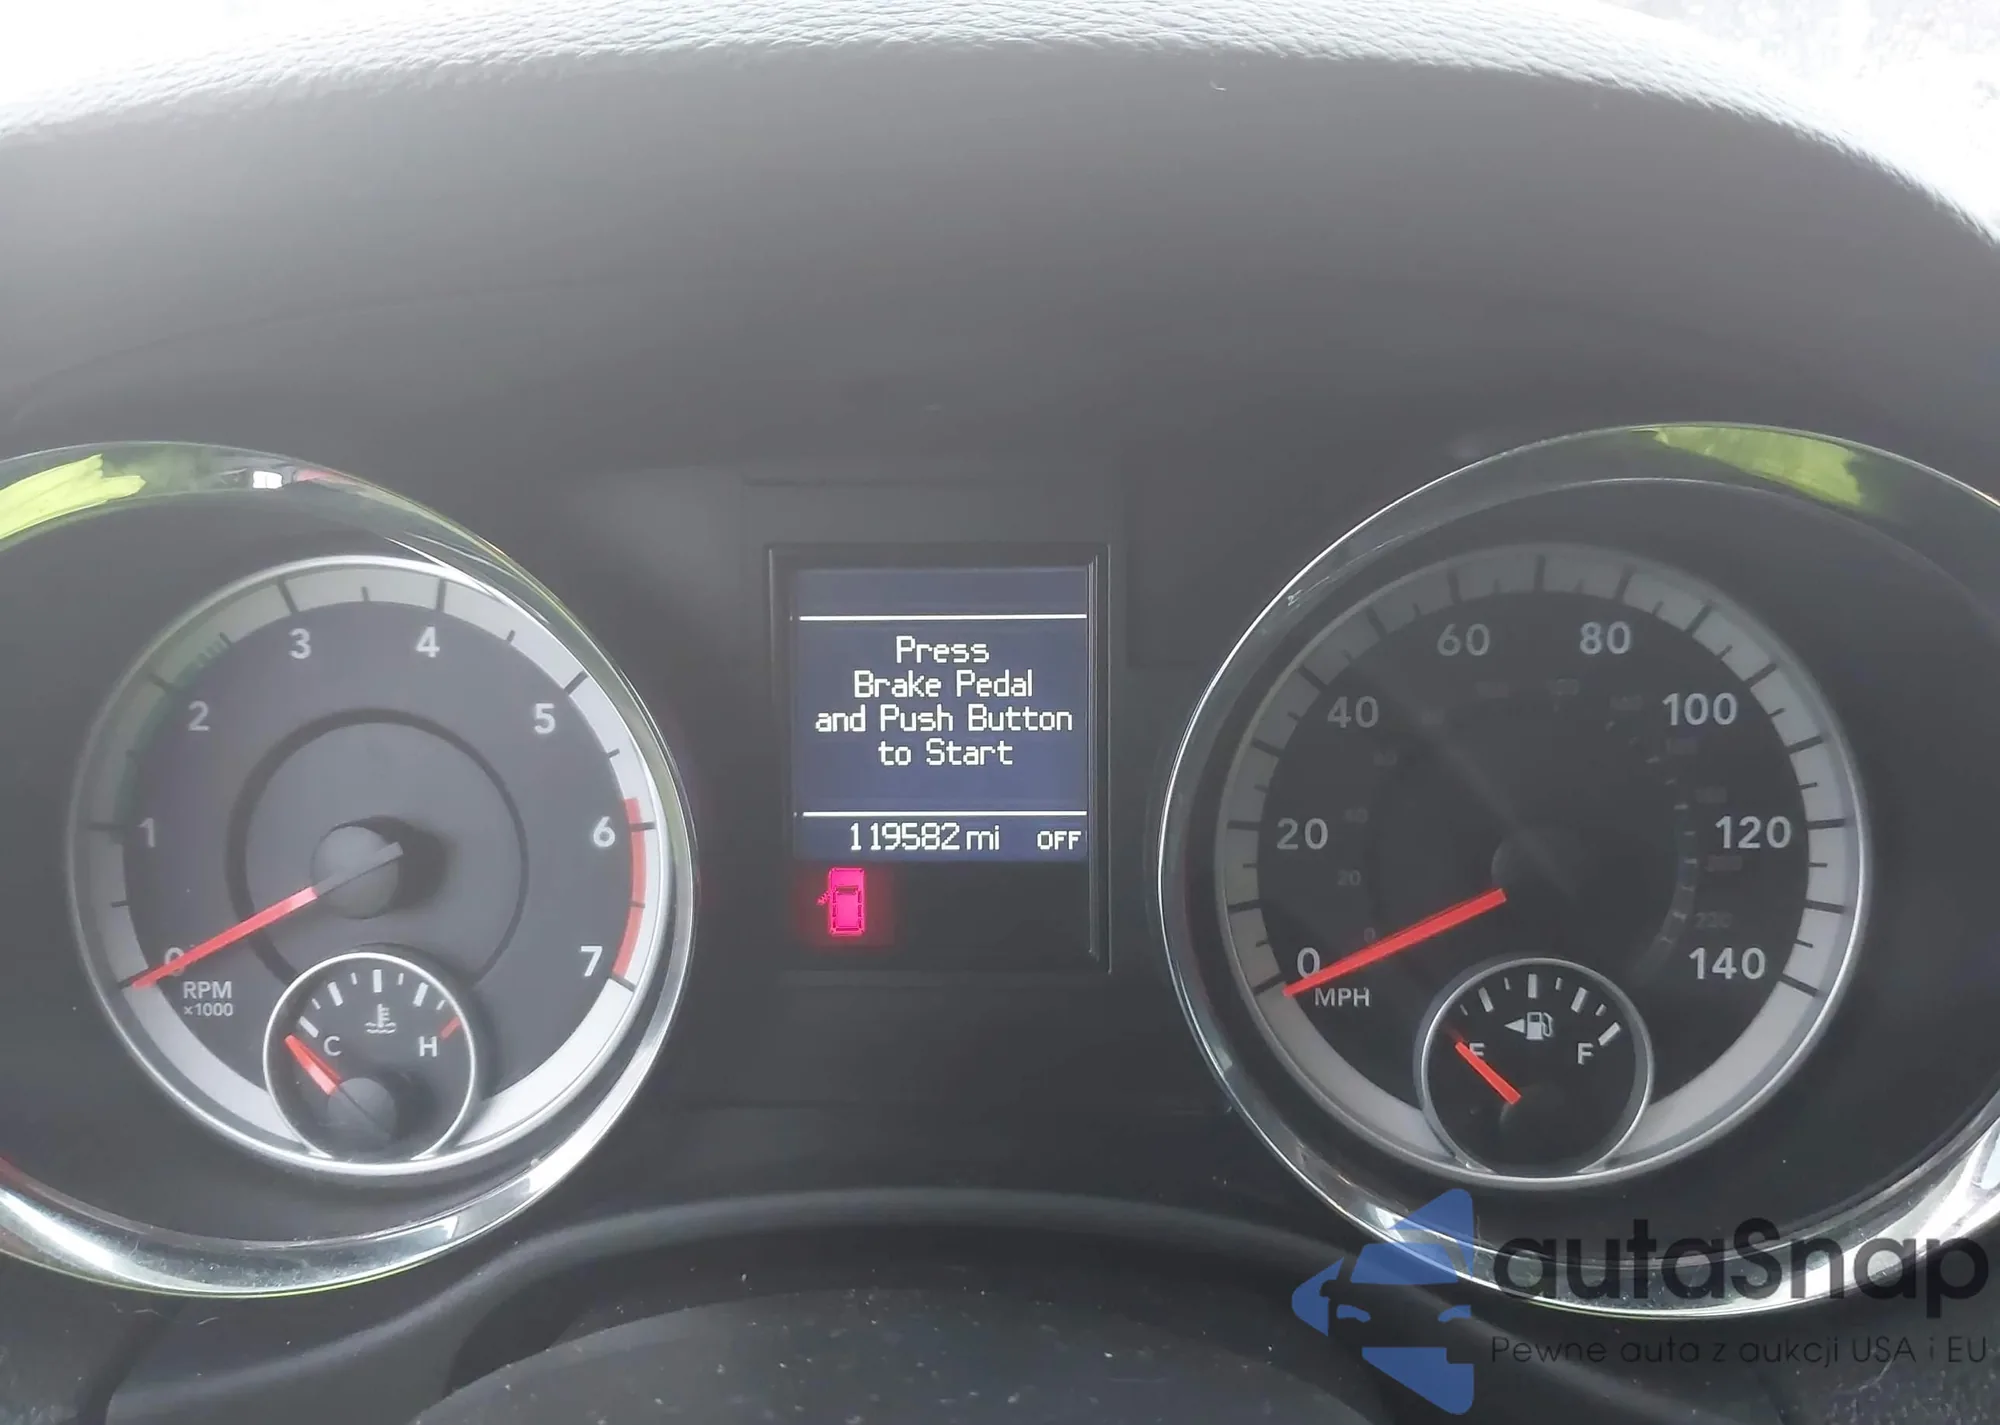 Press
Brake Pedal
and Push Button
to Start
119582 mi OFF
0 1 2 3 4 5 6 7
RPM
x1000
C H
0 20 40 60 80 100 120 140
MPH
E F
autaSnap
Pewne auta z aukcji USA i EU